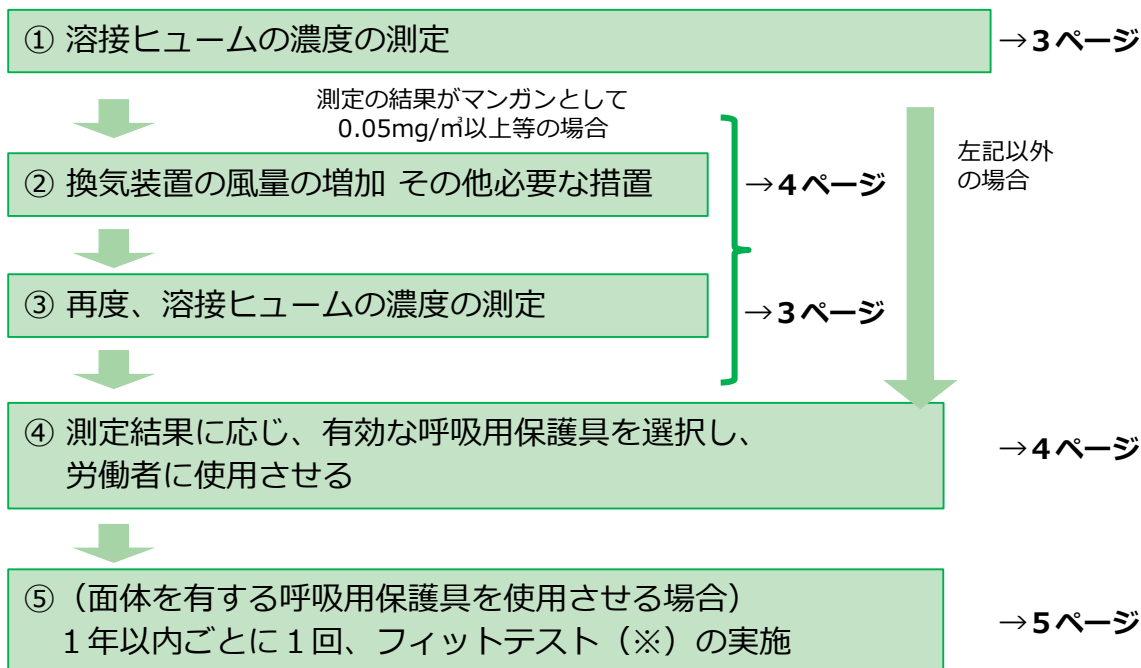 ① 溶接ヒュームの濃度の測定
→3ページ
測定の結果がマンガンとして
0.05mg/㎥以上等の場合
左記以外
の場合
② 換気装置の風量の増加 その他必要な措置
→4ページ
③ 再度、溶接ヒュームの濃度の測定
→3ページ
④ 測定結果に応じ、有効な呼吸用保護具を選択し、
労働者に使用させる
→4ページ
⑤（面体を有する呼吸用保護具を使用させる場合）
1年以内ごとに1回、フィットテスト（※）の実施
→5ページ